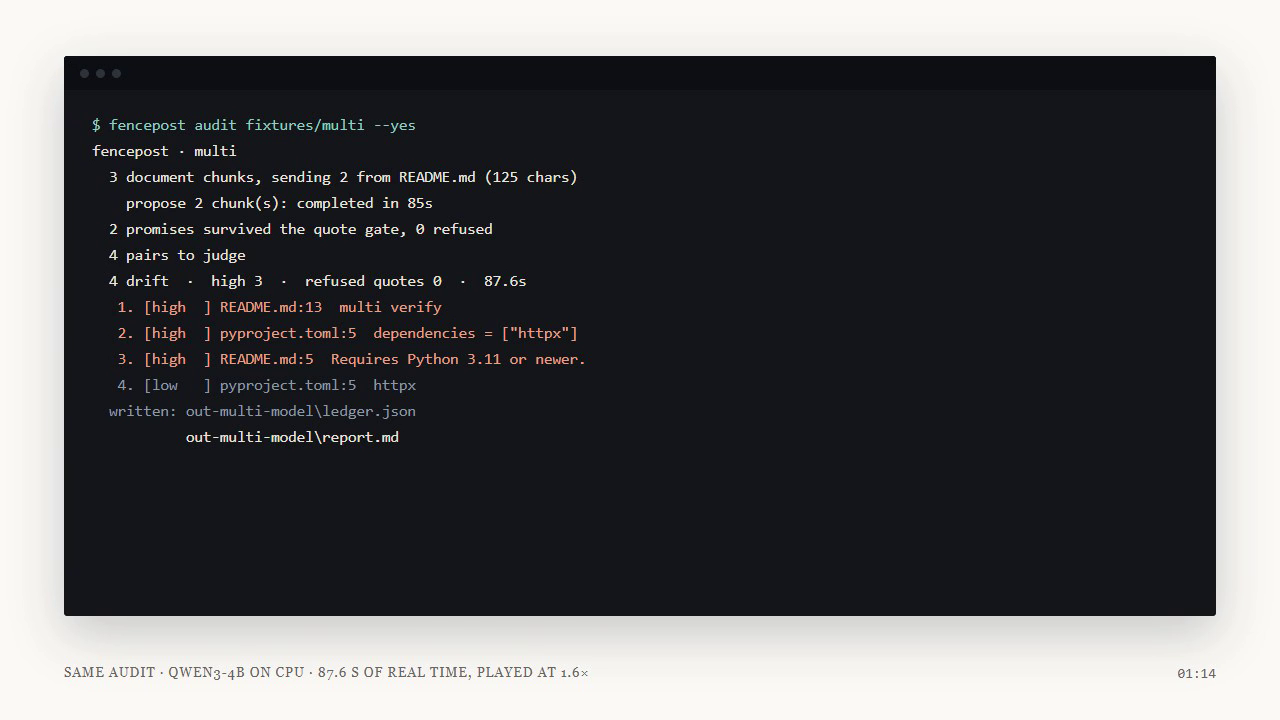 $ fencepost audit fixtures/multi --yes
fencepost · multi
  3 document chunks, sending 2 from README.md (125 chars)
    propose 2 chunk(s): completed in 85s
  2 promises survived the quote gate, 0 refused
  4 pairs to judge
  4 drift  ·  high 3  ·  refused quotes 0  ·  87.6s
   1. [high  ] README.md:13  multi verify
   2. [high  ] pyproject.toml:5  dependencies = ["httpx"]
   3. [high  ] README.md:5  Requires Python 3.11 or newer.
   4. [low   ] pyproject.toml:5  httpx
  written: out-multi-model\ledger.json
           out-multi-model\report.md
SAME AUDIT · QWEN3-4B ON CPU · 87.6 S OF REAL TIME, PLAYED AT 1.6×
01:14